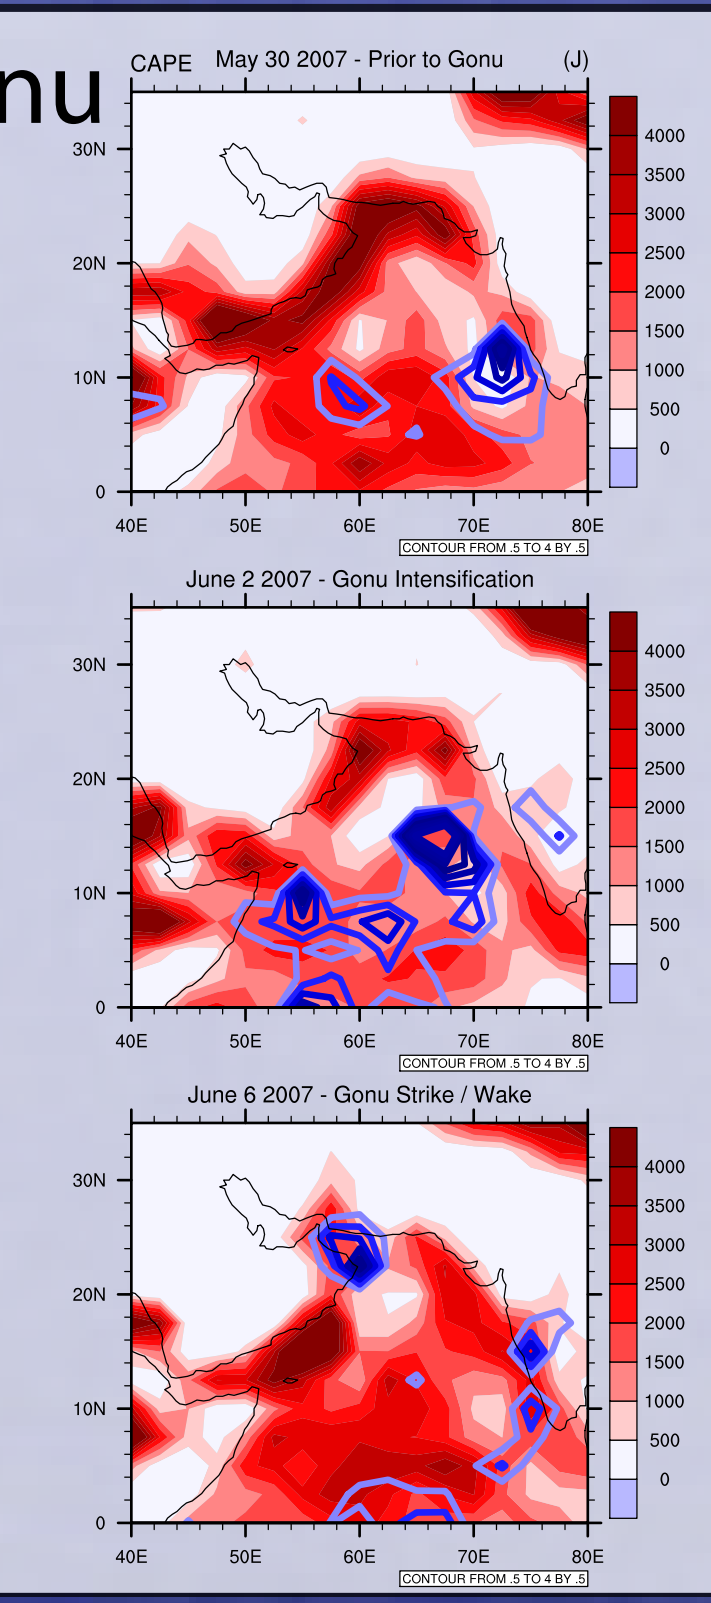 nu
CAPE May 30 2007 - Prior to Gonu (J)
30N
20N
10N
0
40E 50E 60E 70E 80E
4000
3500
3000
2500
2000
1500
1000
500
0
CONTOUR FROM .5 TO 4 BY .5
June 2 2007 - Gonu Intensification
30N
20N
10N
0
40E 50E 60E 70E 80E
4000
3500
3000
2500
2000
1500
1000
500
0
CONTOUR FROM .5 TO 4 BY .5
June 6 2007 - Gonu Strike / Wake
30N
20N
10N
0
40E 50E 60E 70E 80E
4000
3500
3000
2500
2000
1500
1000
500
0
CONTOUR FROM .5 TO 4 BY .5